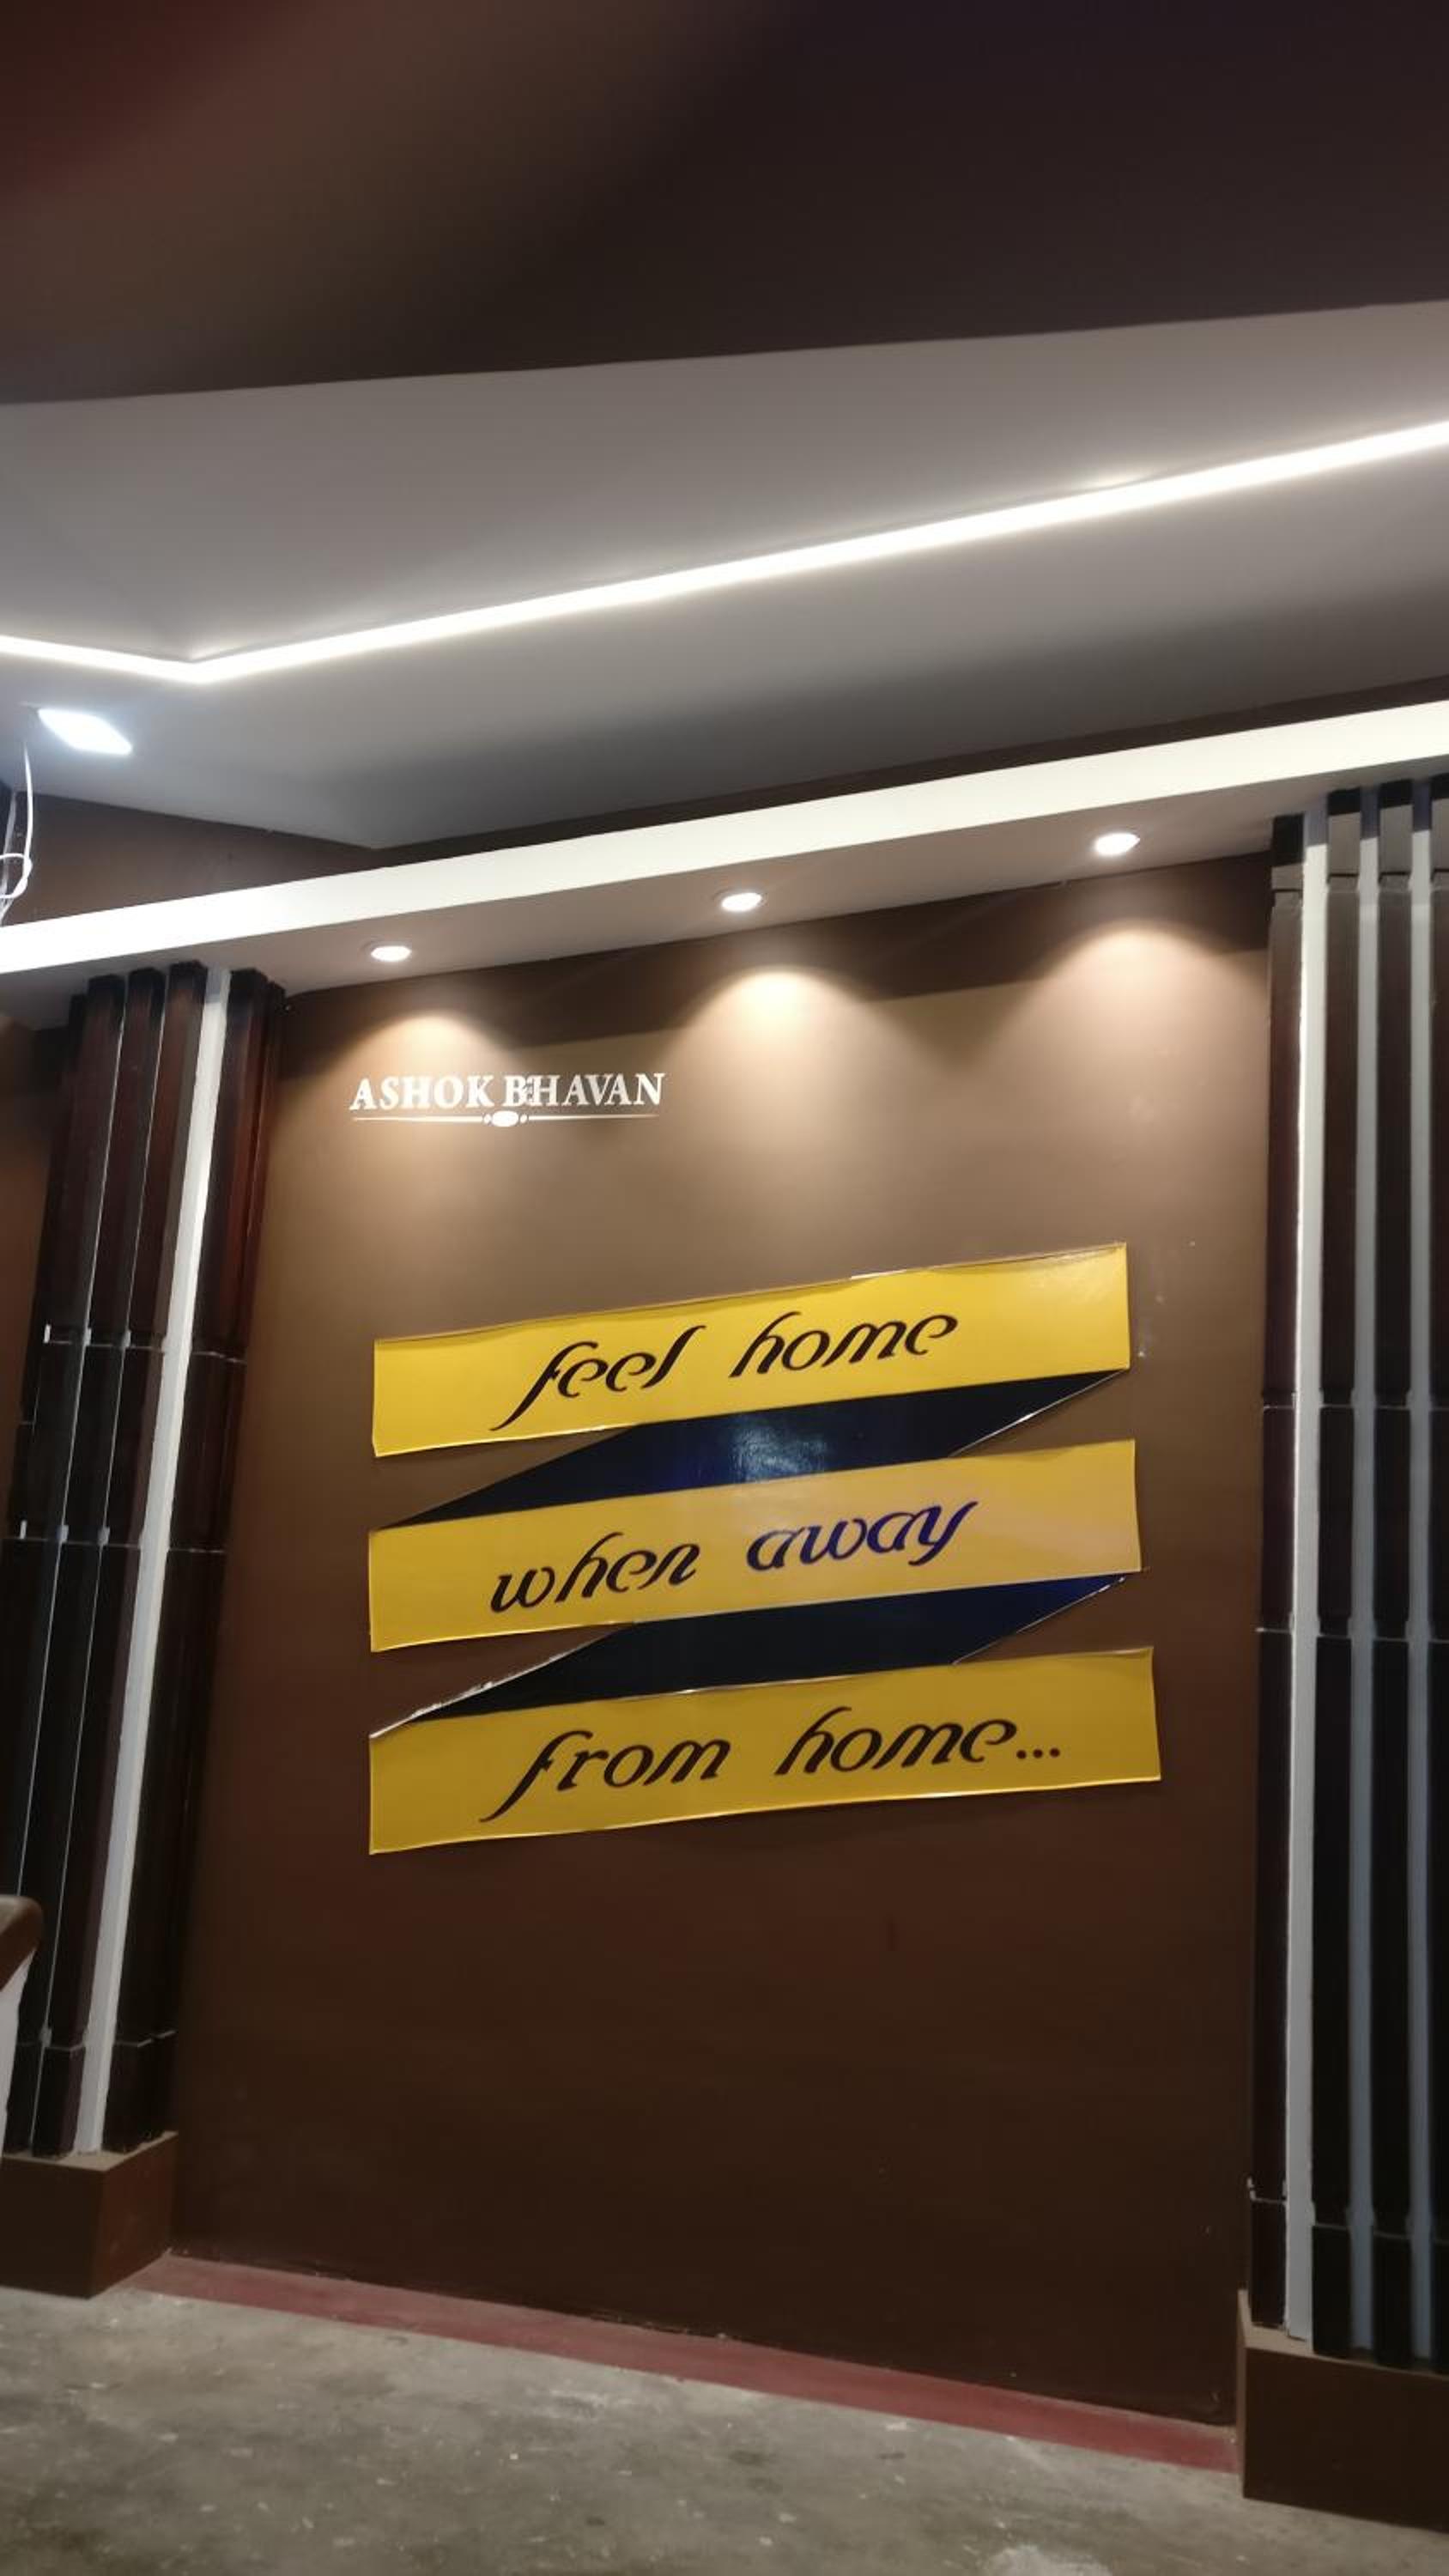 ASHOK BHAVAN
feel home
when away
from home...